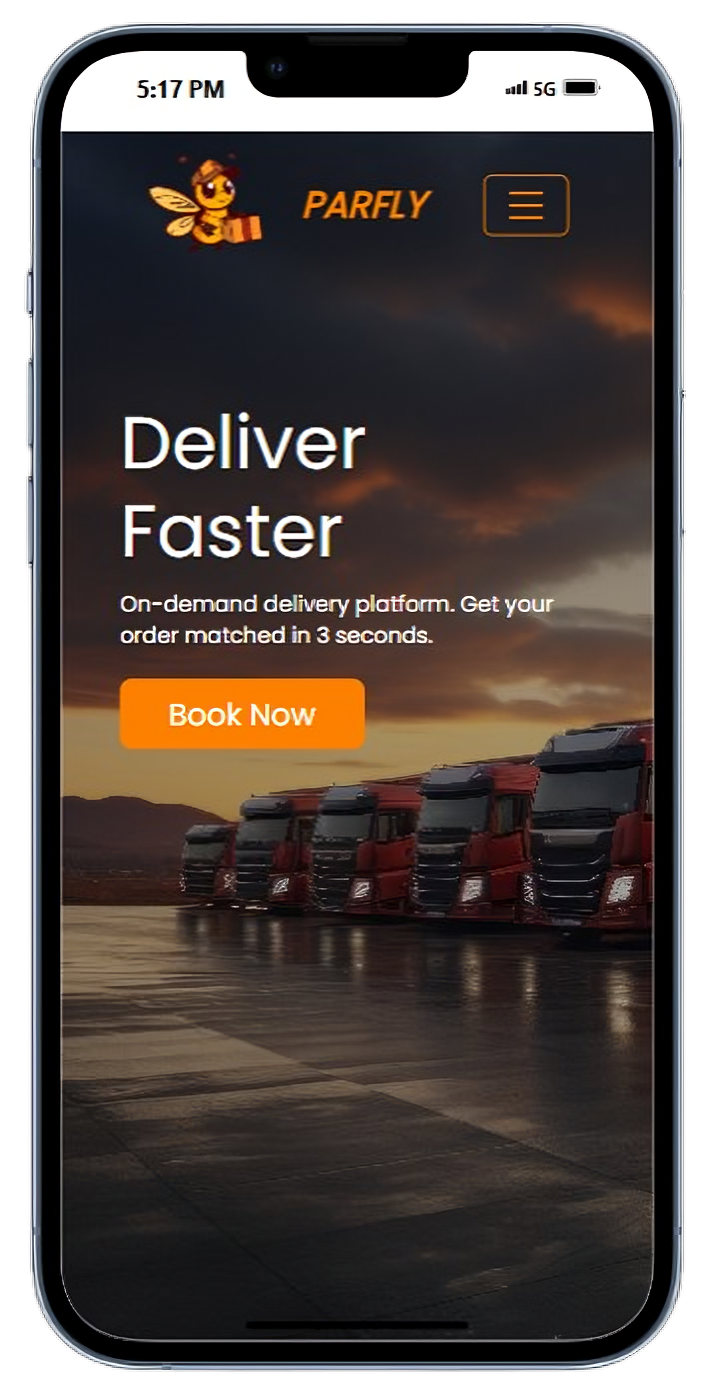 5:17 PM
5G
PARFLY
Deliver
Faster
On-demand delivery platform. Get your
order matched in 3 seconds.
Book Now